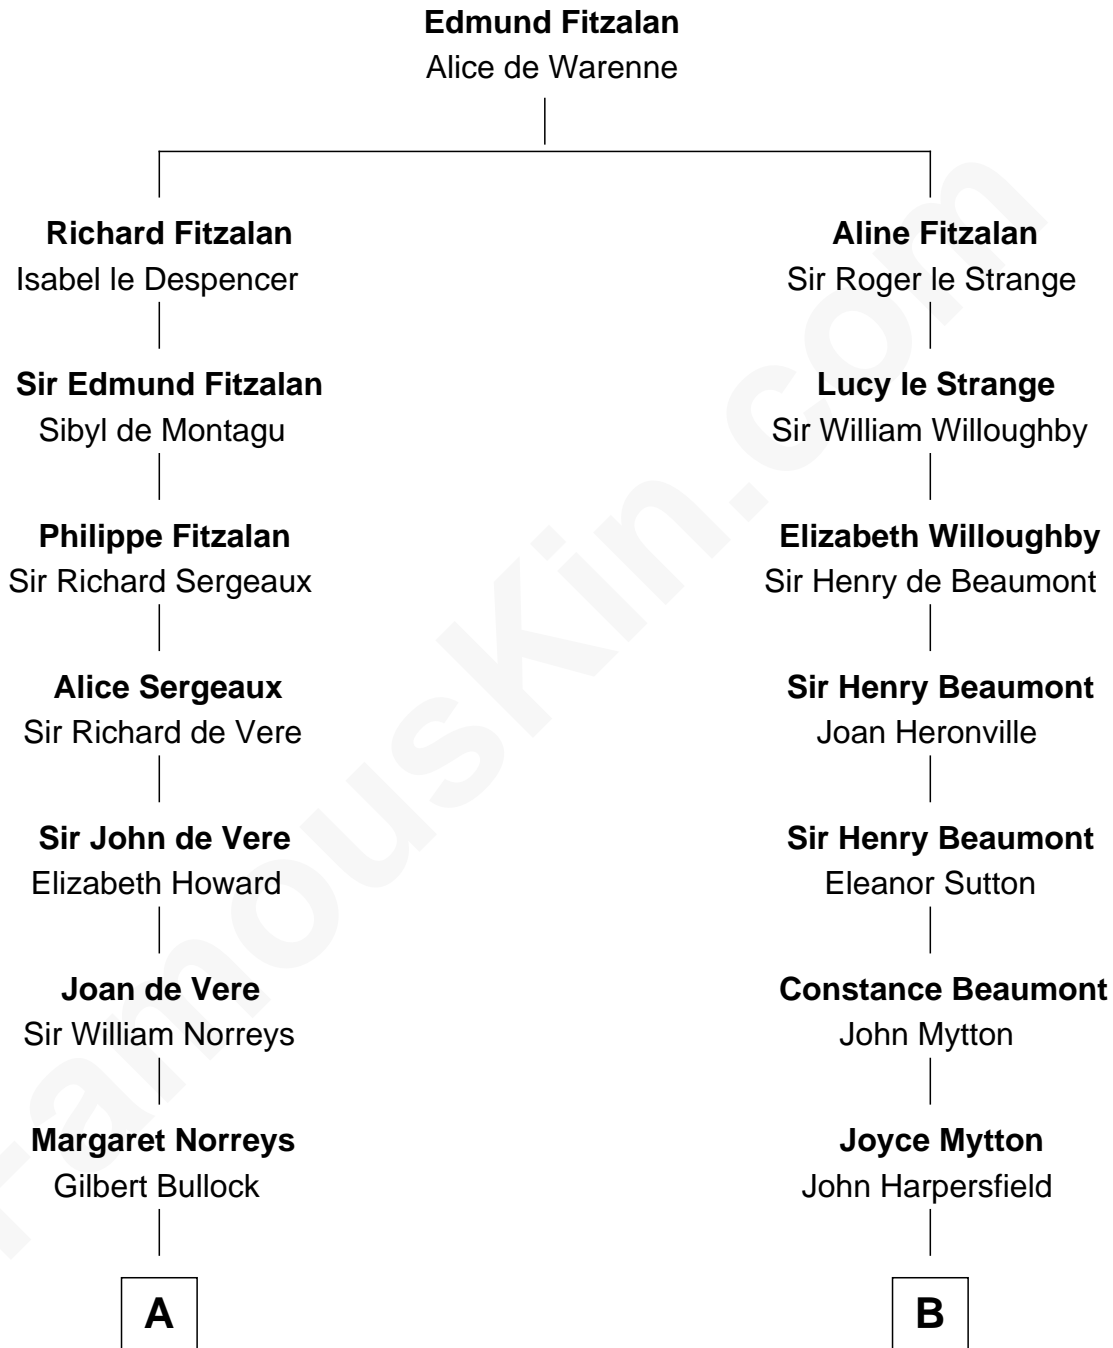 Edmund Fitzalan
Alice de Warenne
Richard Fitzalan
Isabel le Despencer
Aline Fitzalan
Sir Roger le Strange
Sir Edmund Fitzalan
Sibyl de Montagu
Lucy le Strange
Sir William Willoughby
Philippe Fitzalan
Sir Richard Sergeaux
Elizabeth Willoughby
Sir Henry de Beaumont
Alice Sergeaux
Sir Richard de Vere
Sir Henry Beaumont
Joan Heronville
Sir John de Vere
Elizabeth Howard
Sir Henry Beaumont
Eleanor Sutton
Joan de Vere
Sir William Norreys
Constance Beaumont
John Mytton
Margaret Norreys
Gilbert Bullock
Joyce Mytton
John Harpersfield
A
B
FamousKin.com